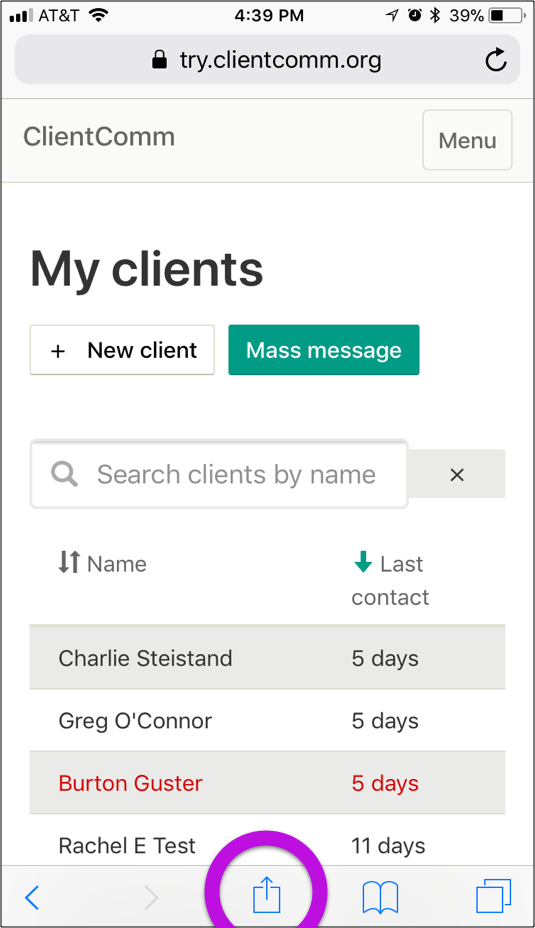 AT&T 4:39 PM 39%
try.clientcomm.org
ClientComm Menu
My clients
+ New client Mass message
Search clients by name ×
Name Last
contact
Charlie Steistand 5 days
Greg O'Connor 5 days
Burton Guster 5 days
Rachel E Test 11 days